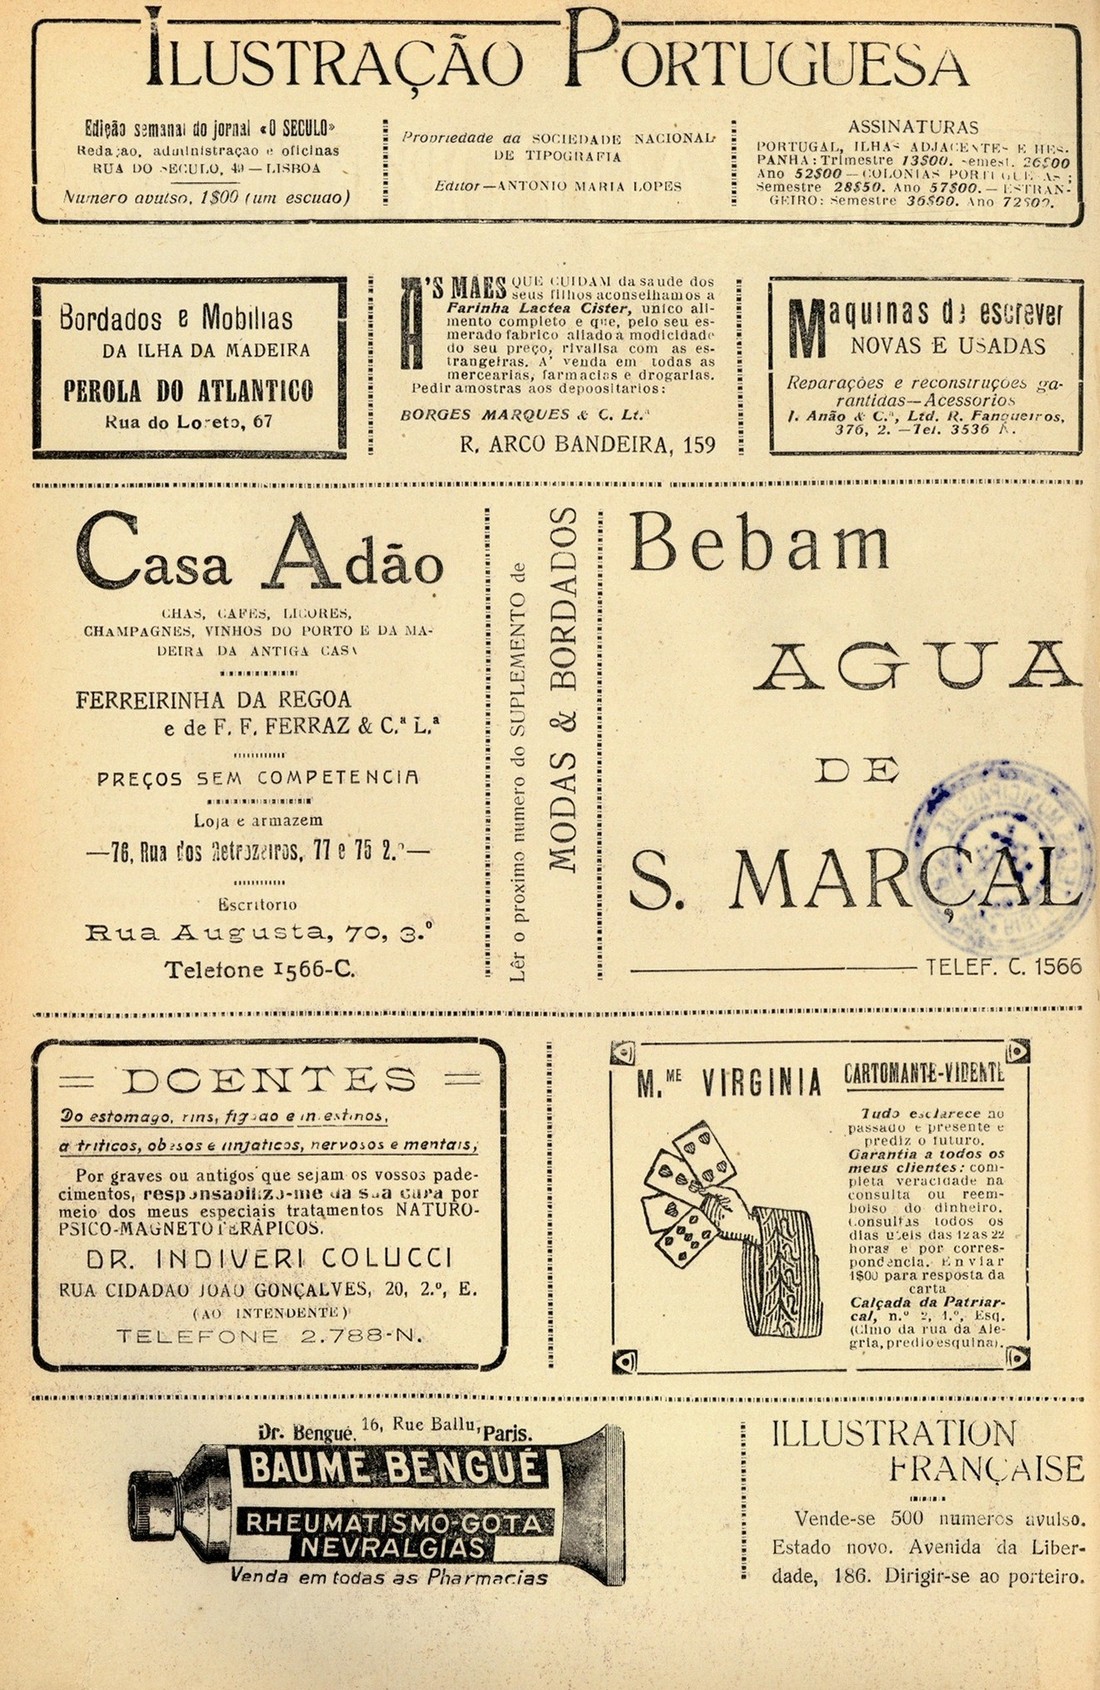 ILUSTRAÇÃO PORTUGUESA
Edição semanal do jornal «O SECULO»
Redação, administração e oficinas
RUA DO SECULO, 40 — LISBOA
Numero avulso, 1$00 (um escudo)
Propriedade da SOCIEDADE NACIONAL
DE TIPOGRAFIA
Editor — ANTONIO MARIA LOPES
ASSINATURAS
PORTUGAL, ILHAS ADJACENTES E HES-
PANHA: Trimestre 13$00. Semest. 26$00
Ano 52$00 — COLONIAS PORTUGUEAS:
Semestre 28$50. Ano 57$00. — ESTRAN-
GEIRO: Semestre 36$00. Ano 72$00.
Bordados e Mobilias
DA ILHA DA MADEIRA
PEROLA DO ATLANTICO
Rua do Loreto, 67
A'S MÃES QUE CUIDAM da saude dos
seus filhos aconselhamos a
Farinha Lactea Cister, unico ali-
mento completo e que, pelo seu es-
merado fabrico aliado a modicidade
do seu preço, rivalisa com as es-
trangeiras. A' venda em todas as
mercearias, farmacias e drogarias.
Pedir amostras aos depoositarios:
BORGES MARQUES & C. Lt.ª
R. ARCO BANDEIRA, 159
Maquinas de escrever
NOVAS E USADAS
Reparações e reconstruções ga-
rantidas—Acessorios
J. Anão & C.ª, Ltd. R. Fanqueiros,
376, 2. —Tel. 3536 N.
Casa Adão
CHAS, CAFES, LICORES,
CHAMPAGNES, VINHOS DO PORTO E DA MA-
DEIRA DA ANTIGA CASA
FERREIRINHA DA REGOA
e de F. F. FERRAZ & C.ª L.ª
PREÇOS SEM COMPETENCIA
Loja e armazem
—76, Rua dos Retrozeiros, 77 e 75 2.º—
Escritorio
Rua Augusta, 70, 3.º
Telefone 1566-C.
Lêr o proximo numero do SUPLEMENTO de
MODAS & BORDADOS
Bebam
AGUA
DE
S. MARÇAL
TELEF. C. 1566
= DOENTES =
Do estomago, rins, figado e intestinos,
artriticos, obesos e linfaticos, nervosos e mentais,
Por graves ou antigos que sejam os vossos pade-
cimentos, responsabilizo-me da sua cura por
meio dos meus especiais tratamentos NATURO-
PSICO-MAGNETOTERÁPICOS.
DR. INDIVERI COLUCCI
RUA CIDADAO JOAO GONÇALVES, 20, 2.º, E.
(AO INTENDENTE)
TELEFONE 2.788-N.
M.ME VIRGINIA
CARTOMANTE-VIDENTE
Tudo esclarece no
passado e presente e
prediz o futuro.
Garantia a todos os
meus clientes: com-
pleta veracidade na
consulta ou reem-
bolso do dinheiro.
Consultas todos os
dias uteis das 12 as 22
horas e por corres-
pondencia. Enviar
1$00 para resposta da
carta
Calçada da Patriar-
cal, n.º 2, 1.º, Esq.
(Cimo da rua da Ale-
gria, predio esquina).
Dr. Bengué, 16, Rue Ballu, Paris.
BAUME BENGUÉ
RHEUMATISMO-GOTA
NEVRALGIAS
Venda em todas as Pharmacias
ILLUSTRATION
FRANÇAISE
Vende-se 500 numeros avulso.
Estado novo. Avenida da Liber-
dade, 186. Dirigir-se ao porteiro.